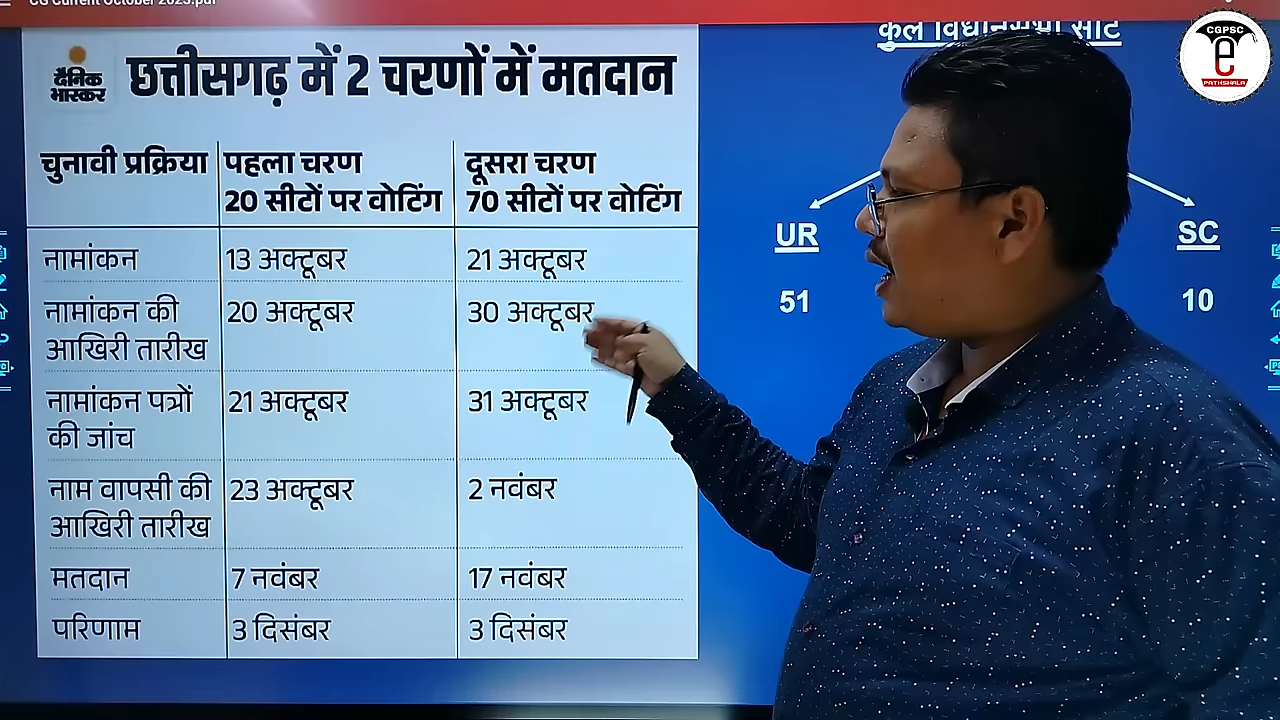 CG Current October 2023.pdf
कुल विधानसभा सीट
CGPSC
e
PATHSHALA
दैनिक
भास्कर
छत्तीसगढ़ में 2 चरणों में मतदान
चुनावी प्रक्रिया
पहला चरण
20 सीटों पर वोटिंग
दूसरा चरण
70 सीटों पर वोटिंग
नामांकन
13 अक्टूबर
21 अक्टूबर
नामांकन की
आखिरी तारीख
20 अक्टूबर
30 अक्टूबर
नामांकन पत्रों
की जांच
21 अक्टूबर
31 अक्टूबर
नाम वापसी की
आखिरी तारीख
23 अक्टूबर
2 नवंबर
मतदान
7 नवंबर
17 नवंबर
परिणाम
3 दिसंबर
3 दिसंबर
UR
51
SC
10